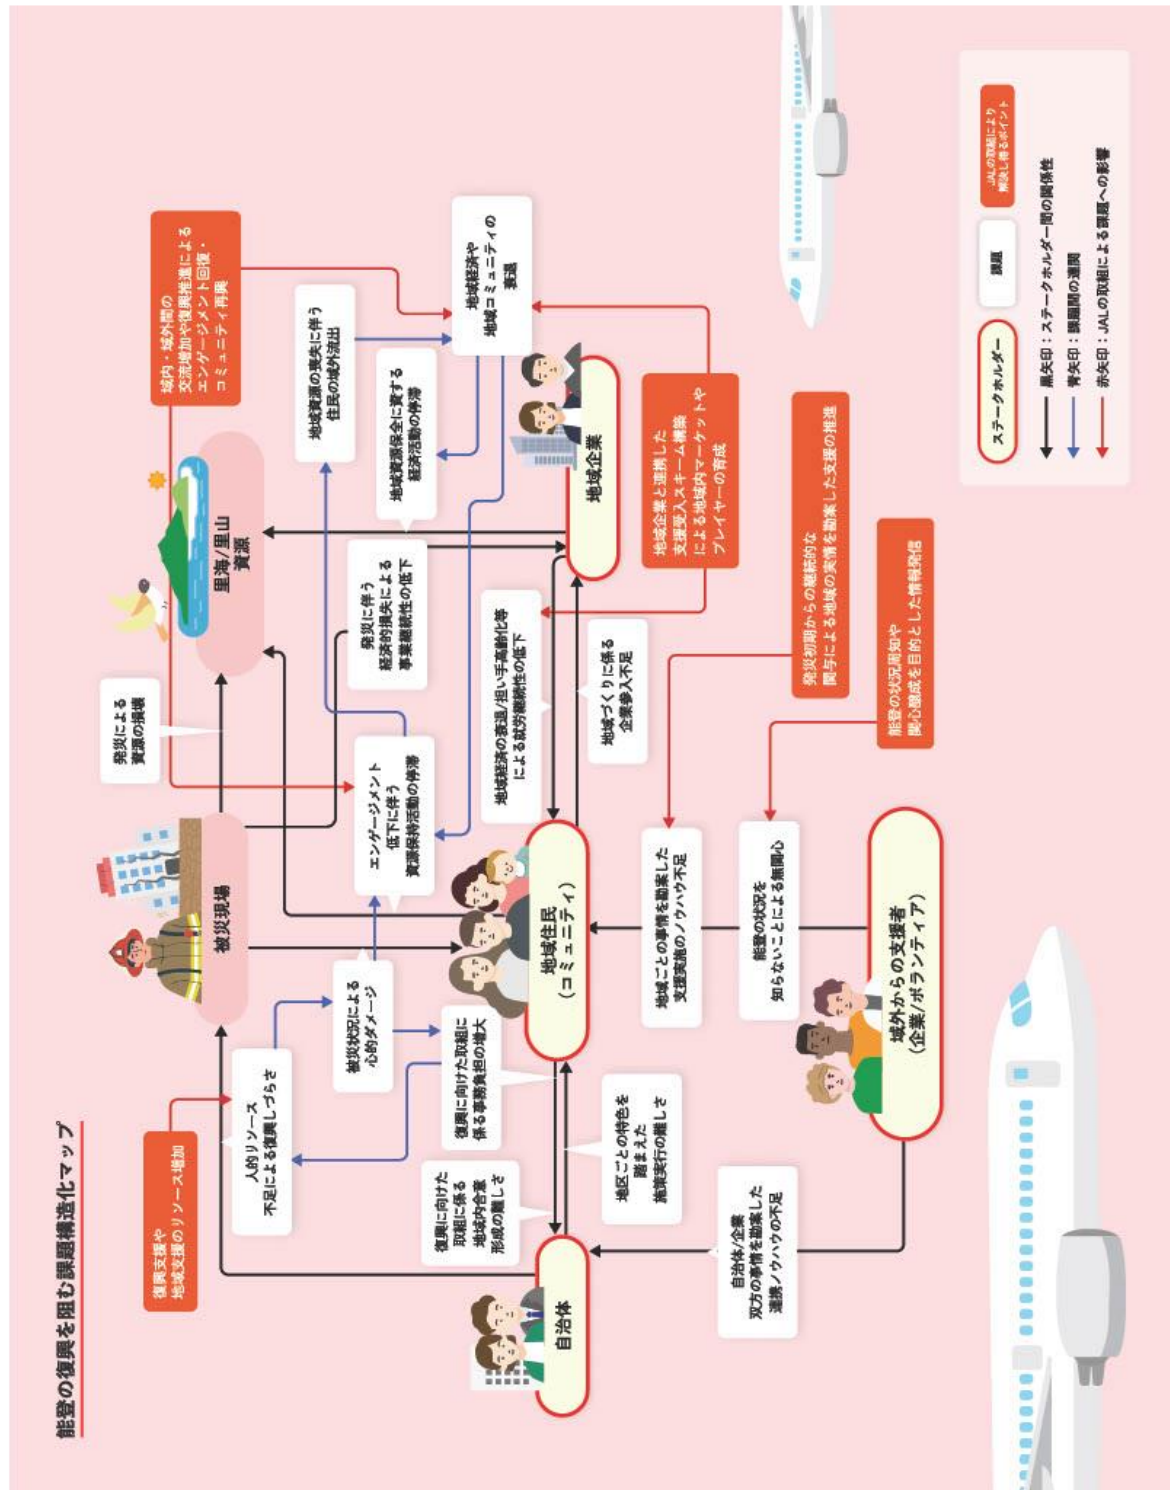 能登の復興を阻む課題構造化マップ
復興支援や
地域支援のリソース増加
人的リソース
不足による復興しづらさ
被災現場
発災による
資源の損壊
里海/里山
資源
域内・域外間の
交流増加や復興推進による
エンゲージメント回復・
コミュニティ再興
被災状況による
心的ダメージ
エンゲージメント
低下に伴う
資源保持活動の停滞
発災に伴う
経済的損失による
事業継続性の低下
地域資源の喪失に伴う
住民の域外流出
地域資源保全に資する
経済活動の停滞
地域経済や
地域コミュニティの
衰退
復興に向けた
取組に係る
地域内合意
形成の難しさ
復興に向けた取組に
係る事務負担の増大
地域経済の衰退/担い手高齢化等
による就労継続性の低下
自治体
地域住民
(コミュニティ)
地域企業
地区ごとの特色を
踏まえた
施策実行の難しさ
地域づくりに係る
企業参入不足
地域企業と連携した
支援受入スキーム構築
による地域内マーケットや
プレイヤーの育成
地域ごとの事情を勘案した
支援実施のノウハウ不足
発災初期からの継続的な
関与による地域の実情を勘案した支援の推進
自治体/企業
双方の事情を勘案した
連携ノウハウの不足
能登の状況を
知らないことによる無関心
能登の状況周知や
関心醸成を目的とした情報発信
域外からの支援者
(企業/ボランティア)
ステークホルダー
課題
JALの取組により
解決し得るポイント
黒矢印：ステークホルダー間の関係性
青矢印：課題間の連関
赤矢印：JALの取組による課題への影響